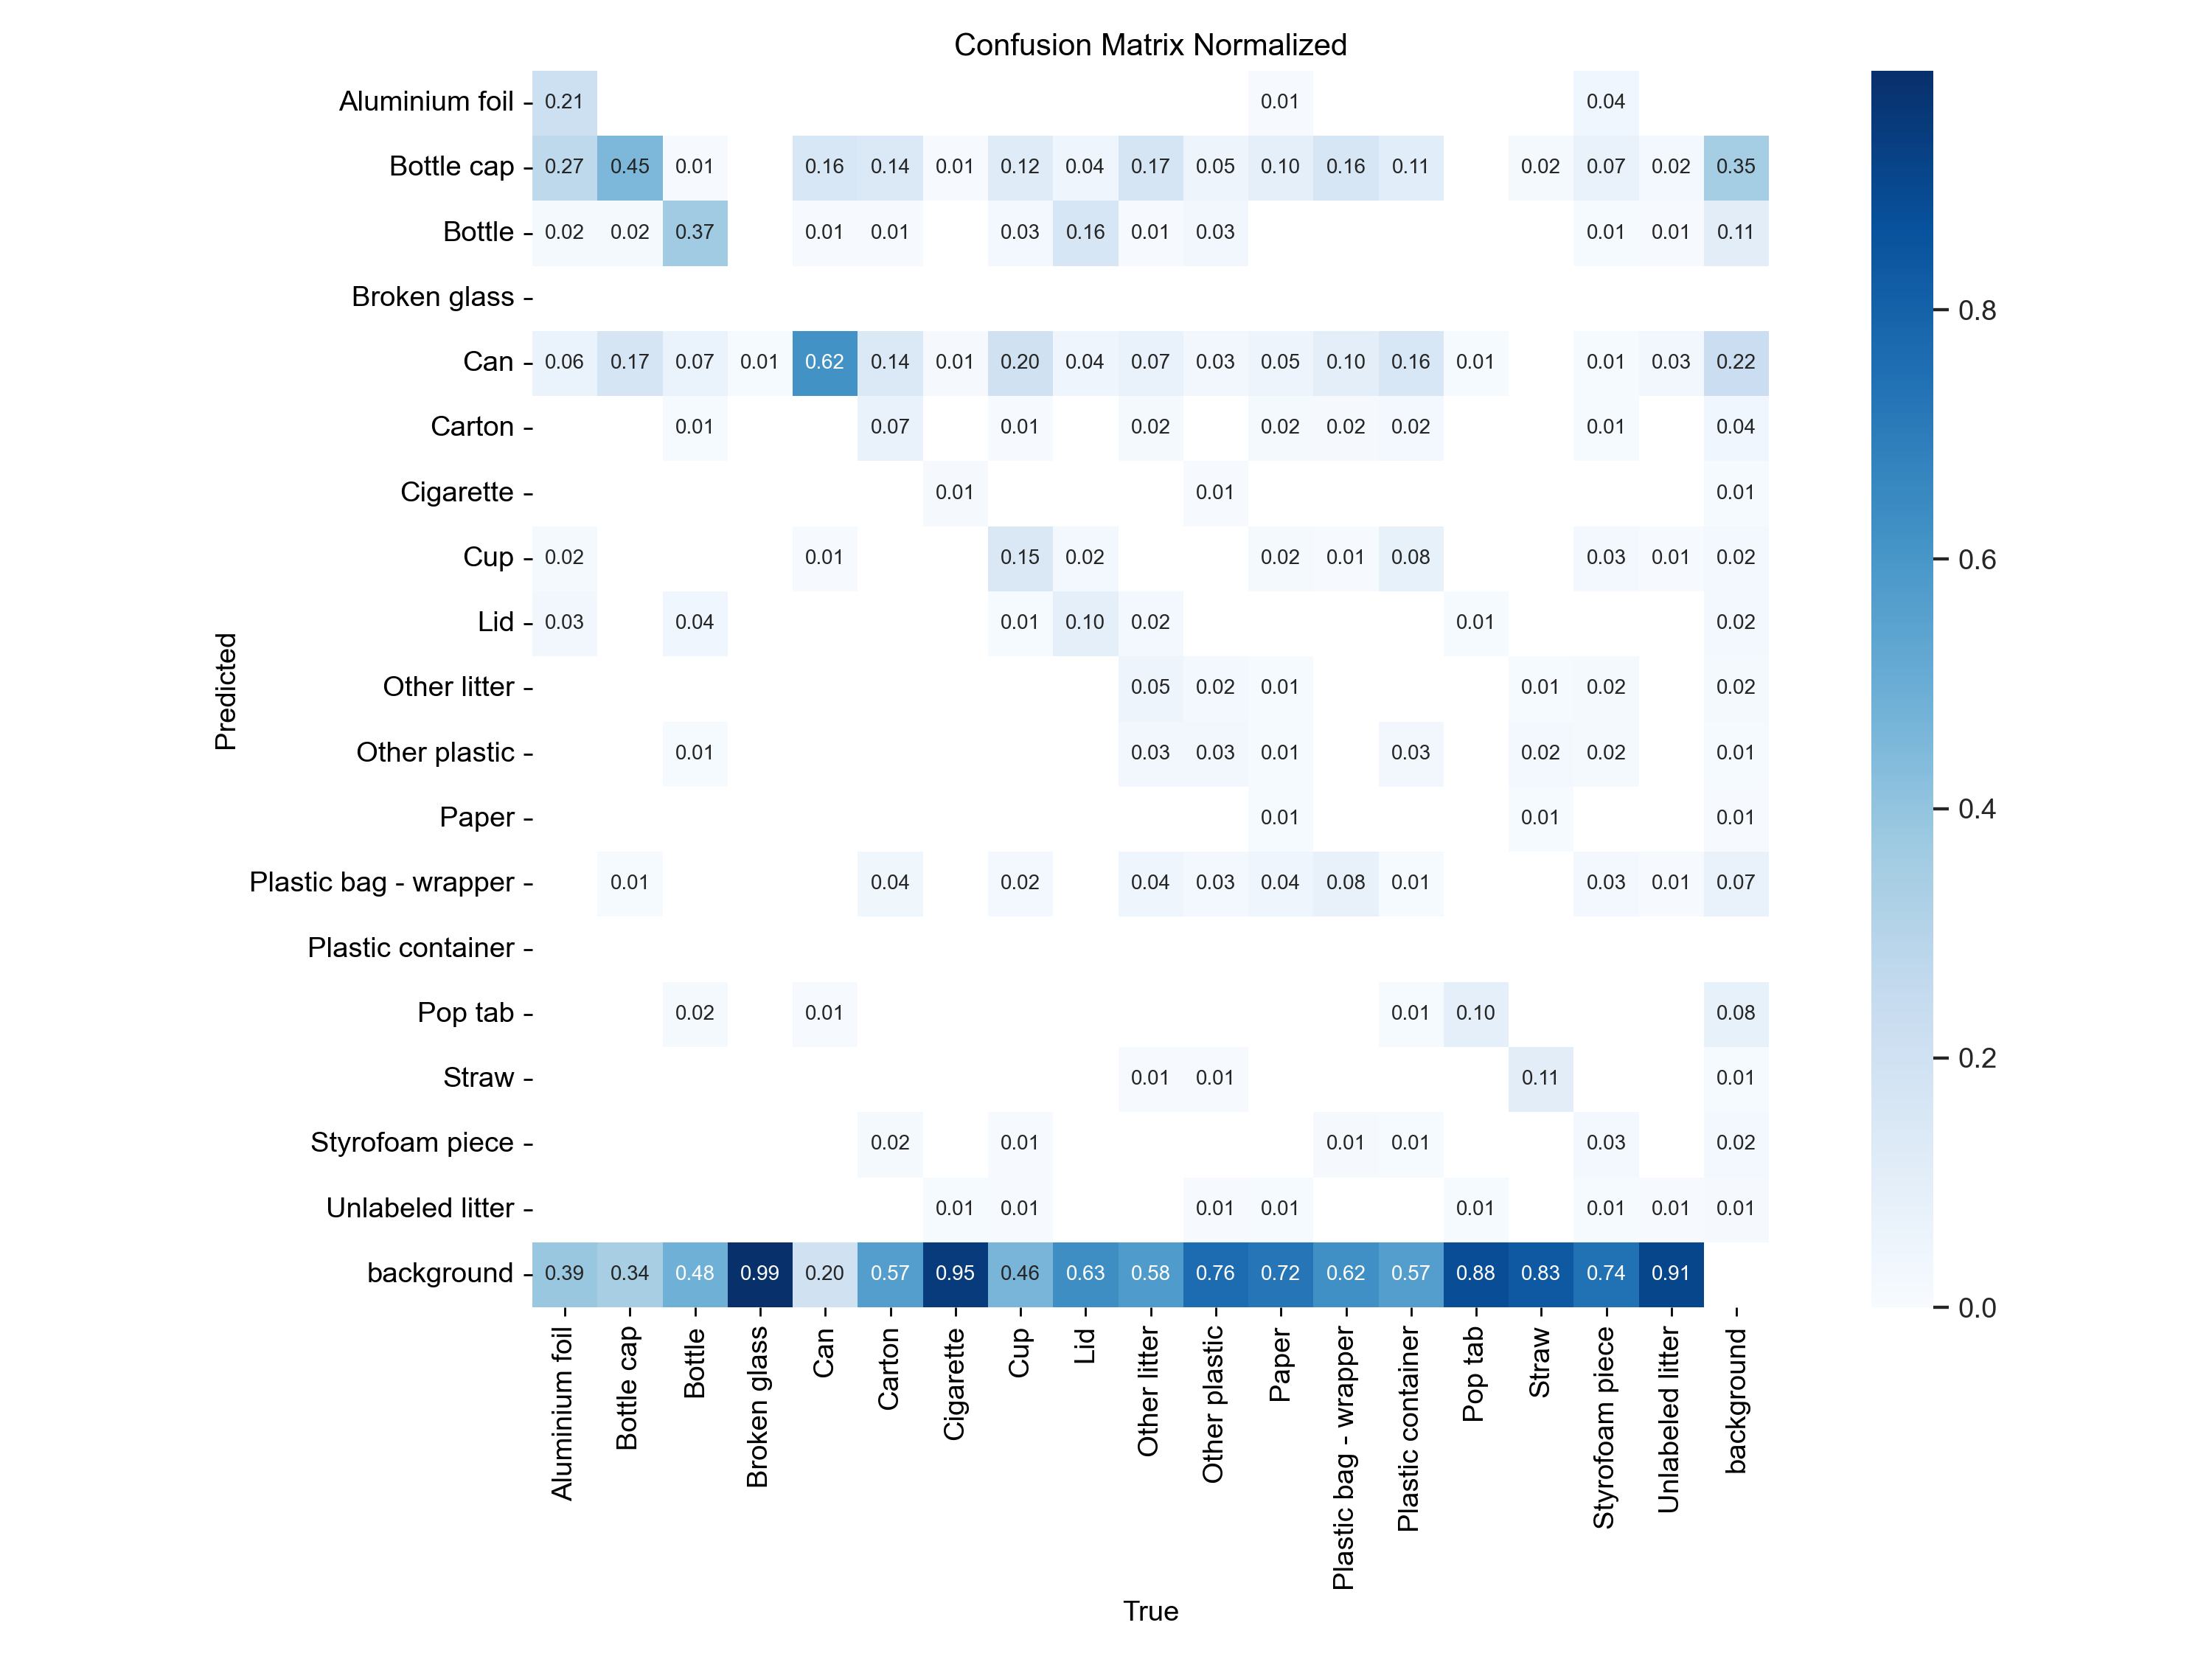 Confusion Matrix Normalized
Aluminium foil 0.21 0.01 0.04
Bottle cap 0.27 0.45 0.01 0.16 0.14 0.01 0.12 0.04 0.17 0.05 0.10 0.16 0.11 0.02 0.07 0.02 0.35
Bottle 0.02 0.02 0.37 0.01 0.01 0.03 0.16 0.01 0.03 0.01 0.01 0.11
Broken glass
Can 0.06 0.17 0.07 0.01 0.62 0.14 0.01 0.20 0.04 0.07 0.03 0.05 0.10 0.16 0.01 0.01 0.03 0.22
Carton 0.01 0.07 0.01 0.02 0.02 0.02 0.02 0.01 0.04
Cigarette 0.01 0.01 0.01
Cup 0.02 0.01 0.15 0.02 0.02 0.01 0.08 0.03 0.01 0.02
Lid 0.03 0.04 0.01 0.10 0.02 0.01 0.02
Other litter 0.05 0.02 0.01 0.01 0.02 0.02
Other plastic 0.01 0.03 0.03 0.01 0.03 0.02 0.02 0.01
Paper 0.01 0.01 0.01
Plastic bag - wrapper 0.01 0.04 0.02 0.04 0.03 0.04 0.08 0.01 0.03 0.01 0.07
Plastic container
Pop tab 0.02 0.01 0.01 0.10 0.08
Straw 0.01 0.01 0.11 0.01
Styrofoam piece 0.02 0.01 0.01 0.01 0.03 0.02
Unlabeled litter 0.01 0.01 0.01 0.01 0.01 0.01 0.01 0.01
background 0.39 0.34 0.48 0.99 0.20 0.57 0.95 0.46 0.63 0.58 0.76 0.72 0.62 0.57 0.88 0.83 0.74 0.91
Predicted
Aluminium foil
Bottle cap
Bottle
Broken glass
Can
Carton
Cigarette
Cup
Lid
Other litter
Other plastic
Paper
Plastic bag - wrapper
Plastic container
Pop tab
Straw
Styrofoam piece
Unlabeled litter
background
True
0.8
0.6
0.4
0.2
0.0